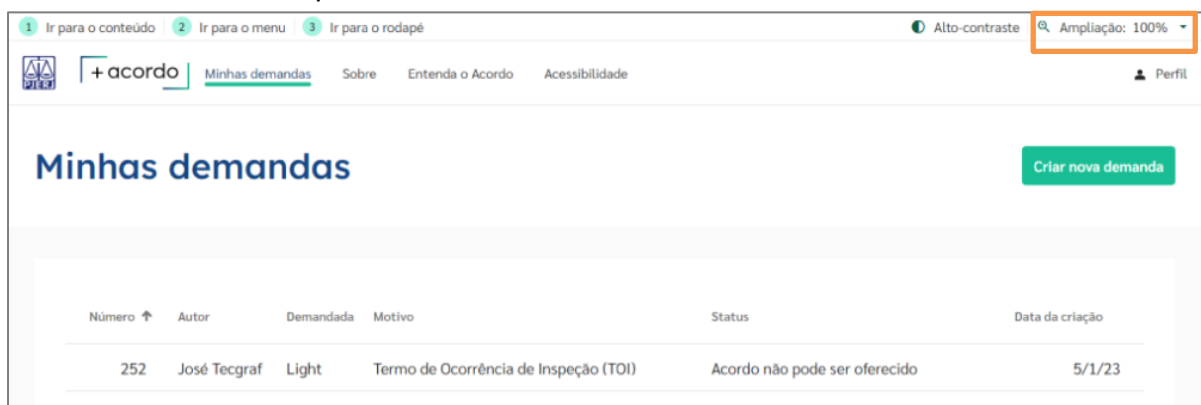 1 Ir para o conteúdo 2 Ir para o menu 3 Ir para o rodapé Alto-contraste Ampliação: 100%
PJERJ +acordo Minhas demandas Sobre Entenda o Acordo Acessibilidade Perfil
Minhas demandas Criar nova demanda
Número ↑ Autor Demandada Motivo Status Data da criação
252 José Tecgraf Light Termo de Ocorrência de Inspeção (TOI) Acordo não pode ser oferecido 5/1/23